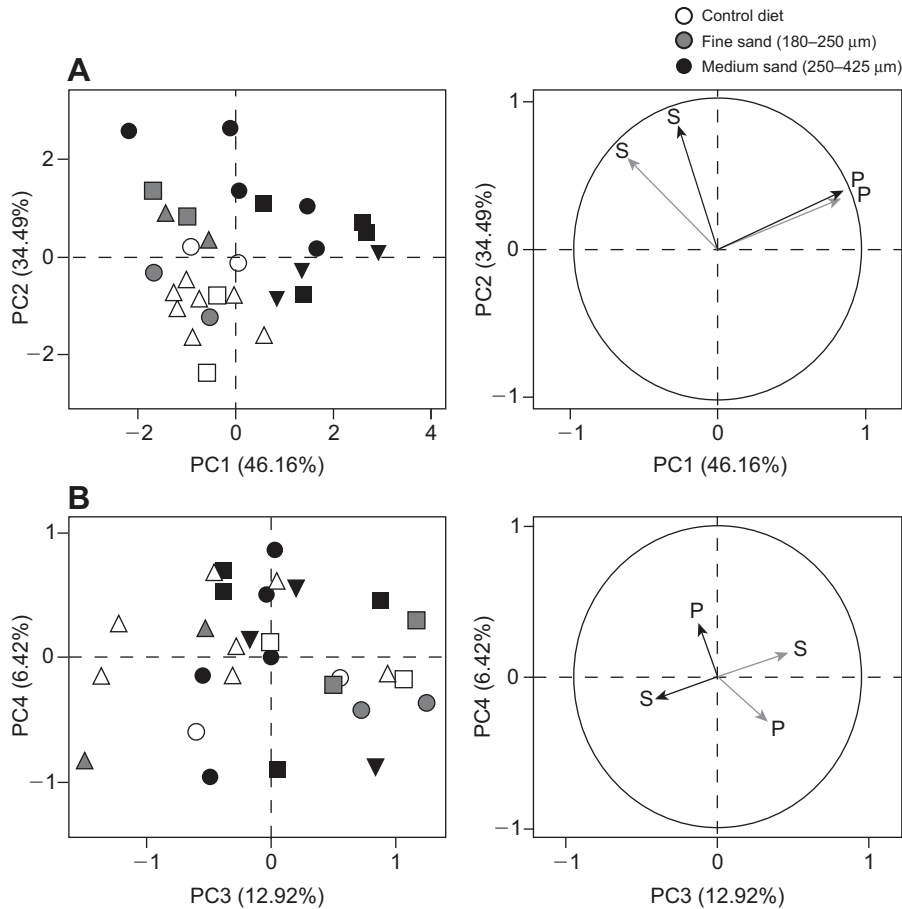 Control diet
Fine sand (180–250 µm)
Medium sand (250–425 µm)
A
2
0
−2
PC2 (34.49%)
−2 0 2 4
PC1 (46.16%)
1
0
−1
PC2 (34.49%)
S
S
P
P
−1 0 1
PC1 (46.16%)
B
1
0
−1
PC4 (6.42%)
−1 0 1
PC3 (12.92%)
1
0
−1
PC4 (6.42%)
P
S
S
P
−1 0 1
PC3 (12.92%)